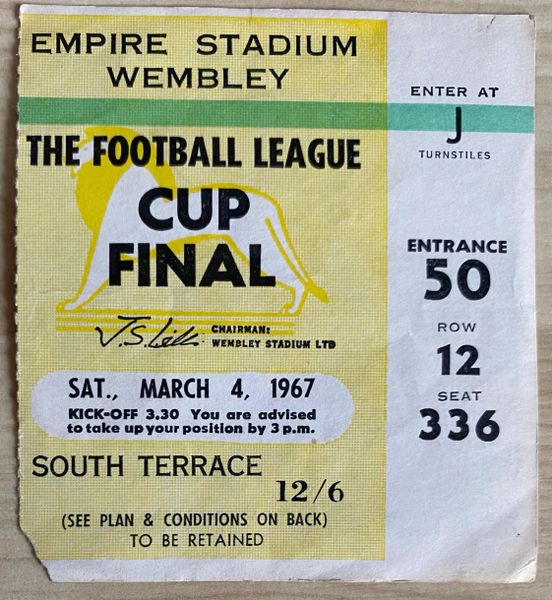 EMPIRE STADIUM
WEMBLEY
THE FOOTBALL LEAGUE
CUP
FINAL
CHAIRMAN:
WEMBLEY STADIUM LTD
SAT., MARCH 4, 1967
KICK-OFF 3.30 You are advised
to take up your position by 3 p.m.
SOUTH TERRACE
12/6
(SEE PLAN & CONDITIONS ON BACK)
TO BE RETAINED
ENTER AT
J
TURNSTILES
ENTRANCE
50
ROW
12
SEAT
336